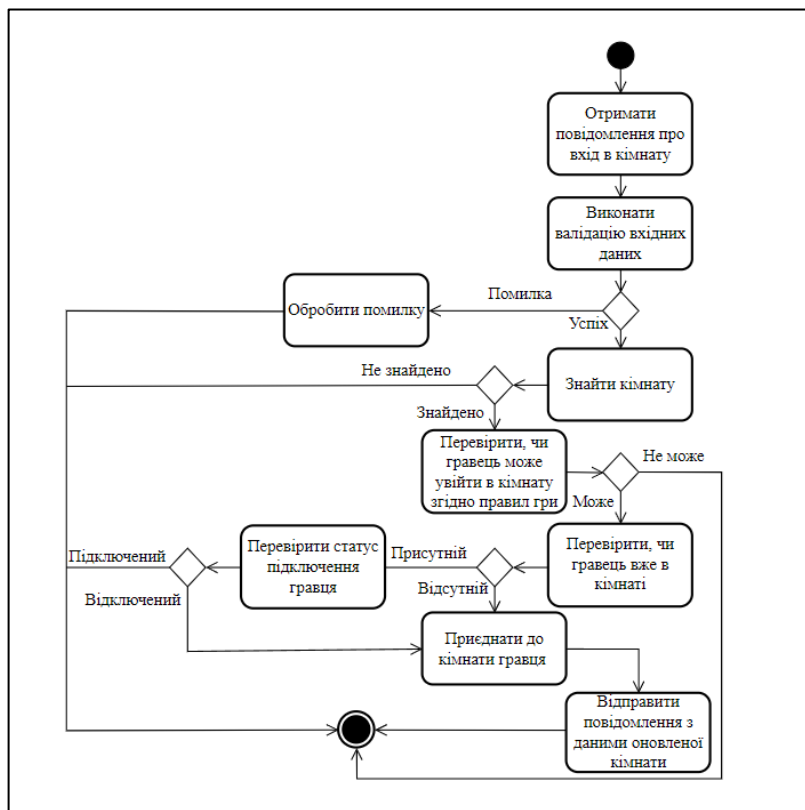 Отримати
повідомлення про
вхід в кімнату
Виконати
валідацію вхідних
даних
Помилка
Обробити помилку
Успіх
Знайти кімнату
Не знайдено
Знайдено
Перевірити, чи
гравець може
увійти в кімнату
згідно правил гри
Не може
Може
Перевірити, чи
гравець вже в
кімнаті
Присутній
Відсутній
Перевірити статус
підключення
гравця
Підключений
Відключений
Приєднати до
кімнати гравця
Відправити
повідомлення з
даними оновленої
кімнати